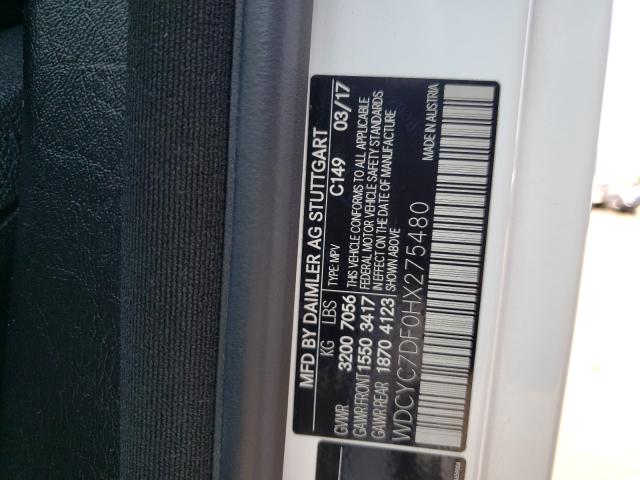 MFD BY DAIMLER AG STUTTGART
KG LBS TYPE: MPV C149 03/17
GVWR 3200 7056 THIS VEHICLE CONFORMS TO ALL APPLICABLE
GAWR FRONT 1550 3417 FEDERAL MOTOR VEHICLE SAFETY STANDARDS
IN EFFECT ON THE DATE OF MANUFACTURE
GAWR REAR 1870 4123 SHOWN ABOVE
WDCYC7DF0HX275480
MADE IN AUSTRIA